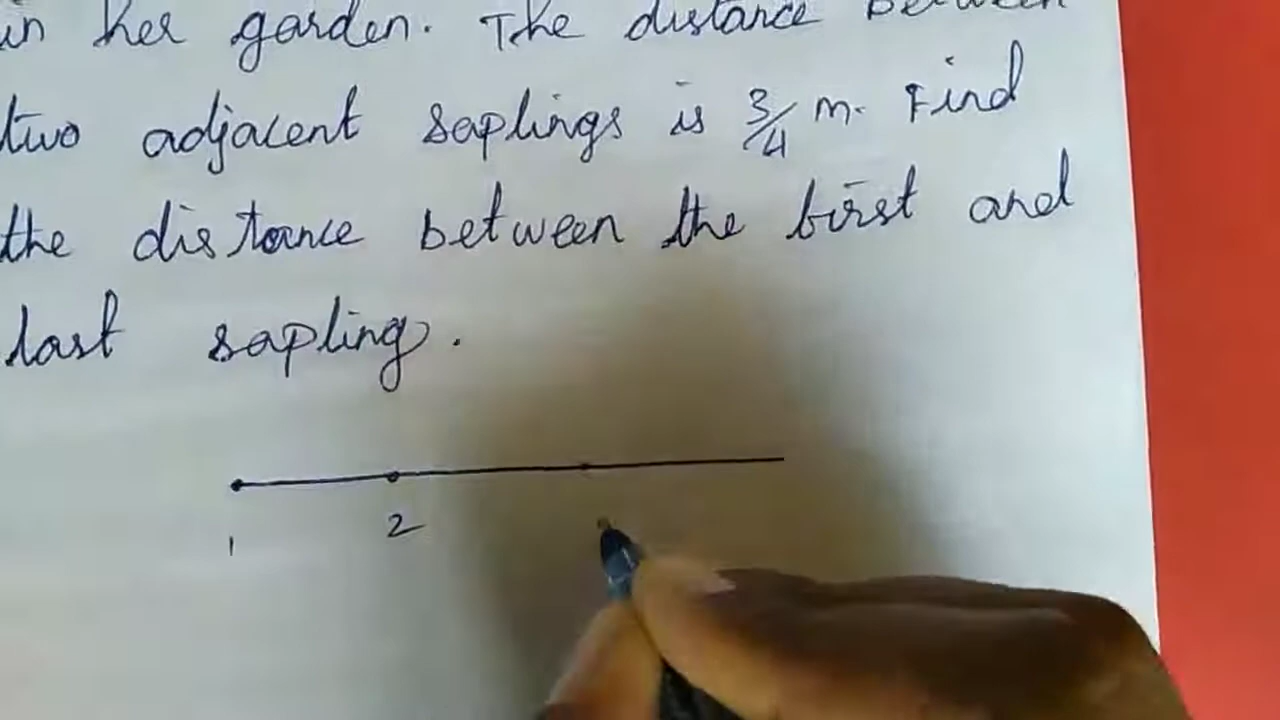 in her garden. The distance between
two adjacent saplings is 3/4 m. Find
the distance between the first and
last sapling.
1 2